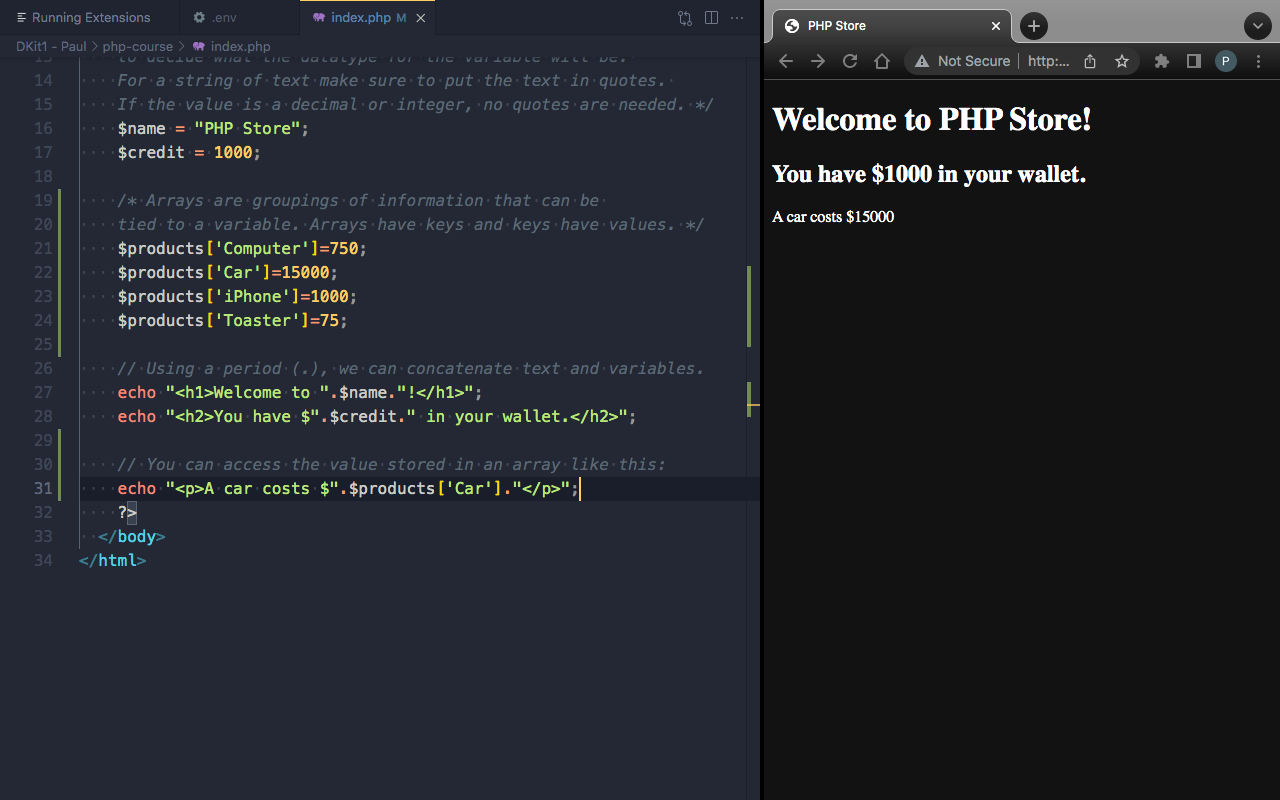 Running Extensions
.env
index.php M
DKit1 - Paul > php-course > index.php
13 to decide what the datatype for the variable will be.
14 For a string of text make sure to put the text in quotes.
15 If the value is a decimal or integer, no quotes are needed. */
16 $name = "PHP Store";
17 $credit = 1000;
18
19 /* Arrays are groupings of information that can be
20 tied to a variable. Arrays have keys and keys have values. */
21 $products['Computer']=750;
22 $products['Car']=15000;
23 $products['iPhone']=1000;
24 $products['Toaster']=75;
25
26 // Using a period (.), we can concatenate text and variables.
27 echo "<h1>Welcome to ".$name."!</h1>";
28 echo "<h2>You have $".$credit." in your wallet.</h2>";
29
30 // You can access the value stored in an array like this:
31 echo "<p>A car costs $".$products['Car']."</p>";
32 ?>
33 </body>
34 </html>
PHP Store
Not Secure | http:...
P
Welcome to PHP Store!
You have $1000 in your wallet.
A car costs $15000